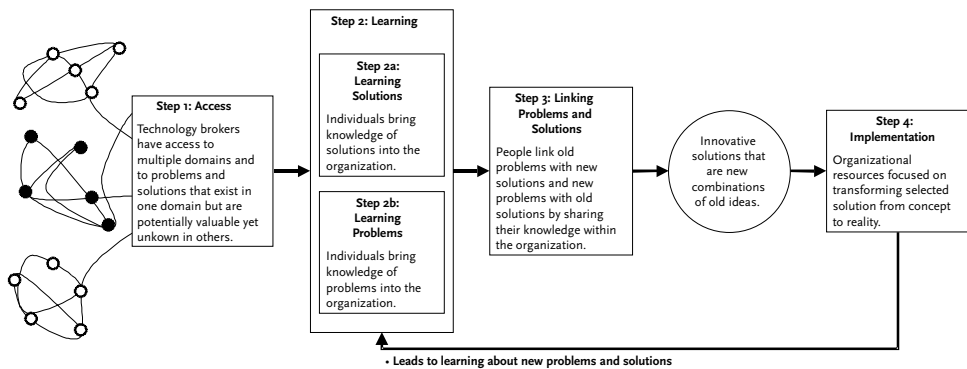 Step 1: Access
Technology brokers
have access to
multiple domains and
to problems and
solutions that exist in
one domain but are
potentially valuable yet
unkown in others.
Step 2: Learning
Step 2a:
Learning
Solutions
Individuals bring
knowledge of
solutions into the
organization.
Step 2b:
Learning
Problems
Individuals bring
knowledge of
problems into the
organization.
Step 3: Linking
Problems and
Solutions
People link old
problems with new
solutions and new
problems with old
solutions by sharing
their knowledge within
the organization.
Innovative
solutions that
are new
combinations
of old ideas.
Step 4:
Implementation
Organizational
resources focused on
transforming selected
solution from concept
to reality.
• Leads to learning about new problems and solutions